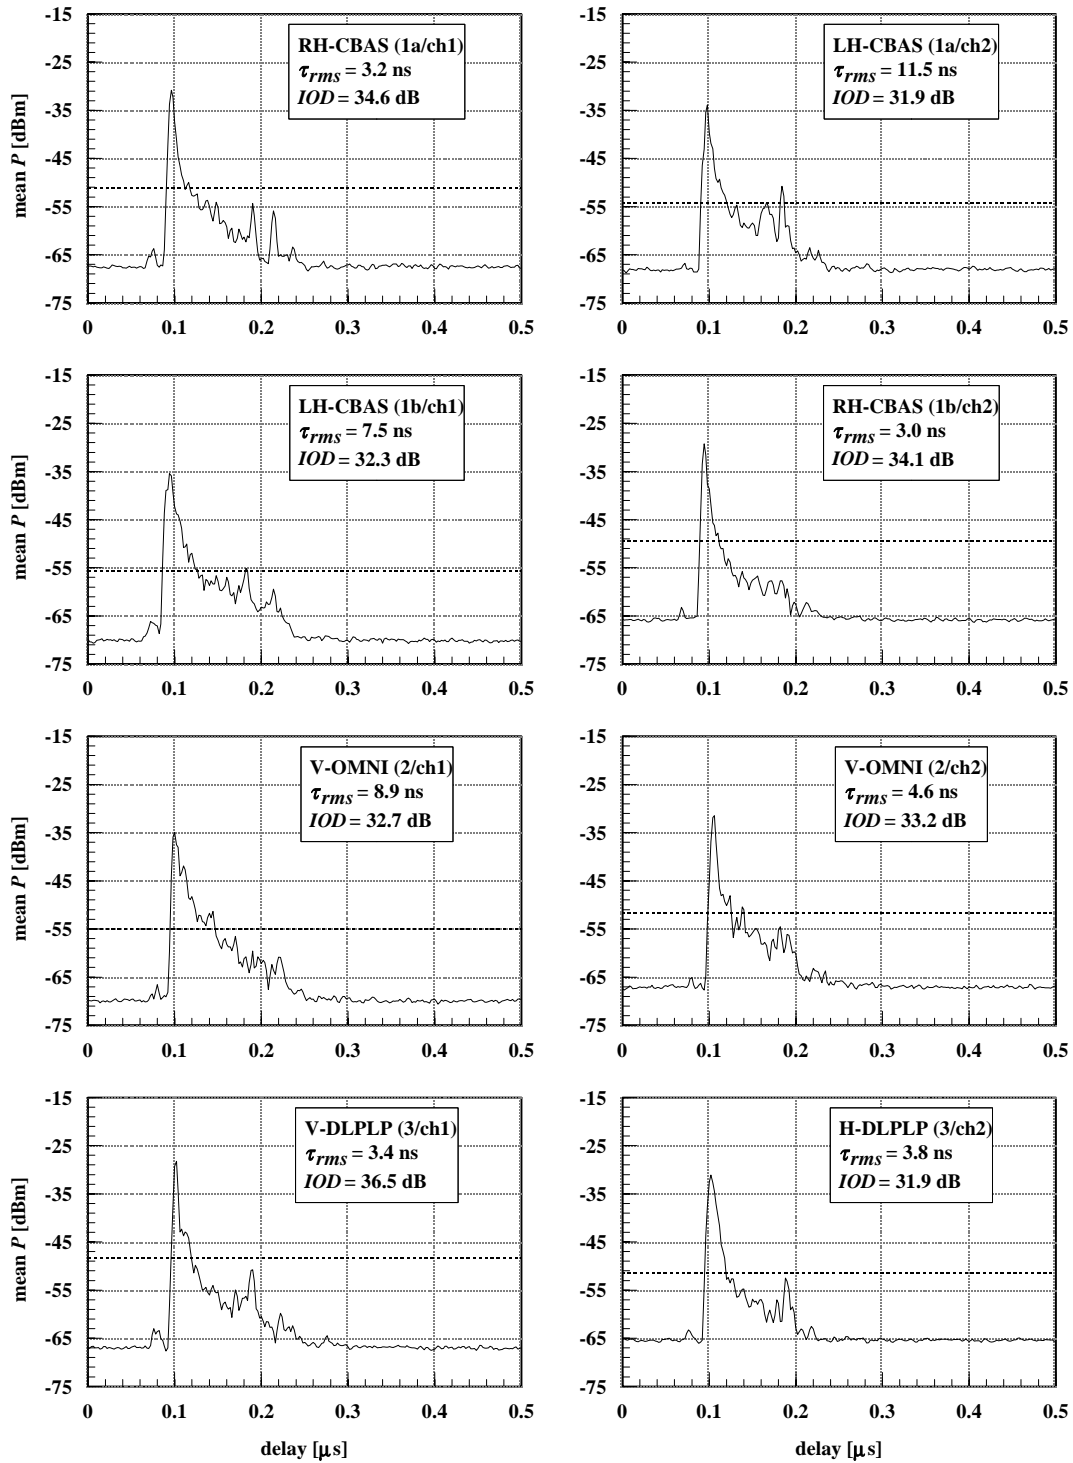 -15
-25
-35
-45
-55
-65
-75
mean P [dBm]
RH-CBAS (1a/ch1)
τrms = 3.2 ns
IOD = 34.6 dB
0 0.1 0.2 0.3 0.4 0.5
-15
-25
-35
-45
-55
-65
-75
LH-CBAS (1a/ch2)
τrms = 11.5 ns
IOD = 31.9 dB
0 0.1 0.2 0.3 0.4 0.5
-15
-25
-35
-45
-55
-65
-75
mean P [dBm]
LH-CBAS (1b/ch1)
τrms = 7.5 ns
IOD = 32.3 dB
0 0.1 0.2 0.3 0.4 0.5
-15
-25
-35
-45
-55
-65
-75
RH-CBAS (1b/ch2)
τrms = 3.0 ns
IOD = 34.1 dB
0 0.1 0.2 0.3 0.4 0.5
-15
-25
-35
-45
-55
-65
-75
mean P [dBm]
V-OMNI (2/ch1)
τrms = 8.9 ns
IOD = 32.7 dB
0 0.1 0.2 0.3 0.4 0.5
-15
-25
-35
-45
-55
-65
-75
V-OMNI (2/ch2)
τrms = 4.6 ns
IOD = 33.2 dB
0 0.1 0.2 0.3 0.4 0.5
-15
-25
-35
-45
-55
-65
-75
mean P [dBm]
V-DLPLP (3/ch1)
τrms = 3.4 ns
IOD = 36.5 dB
0 0.1 0.2 0.3 0.4 0.5
delay [μs]
-15
-25
-35
-45
-55
-65
-75
H-DLPLP (3/ch2)
τrms = 3.8 ns
IOD = 31.9 dB
0 0.1 0.2 0.3 0.4 0.5
delay [μs]